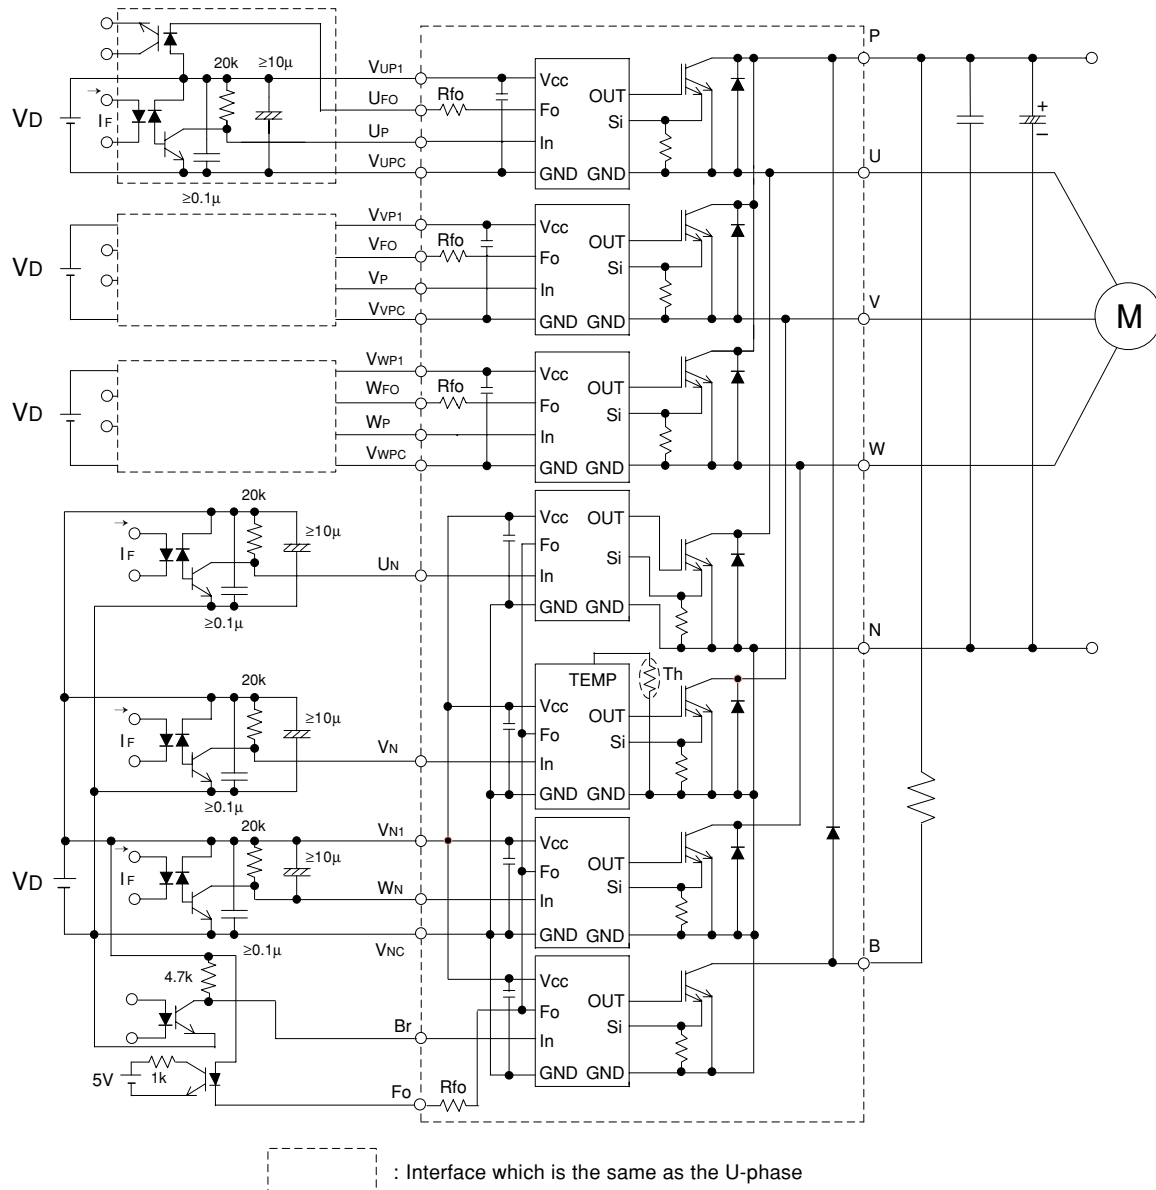 20k
≥10µ
VD
IF
≥0.1µ
VUP1
UFO
UP
VUPC
Rfo
Vcc
Fo
In
GND GND
OUT
Si
P
+
–
U
VD
VVP1
VFO
VP
VVPC
Rfo
Vcc
Fo
In
GND GND
OUT
Si
V
M
VD
VWP1
WFO
WP
VWPC
Rfo
Vcc
Fo
In
GND GND
OUT
Si
W
20k
≥10µ
IF
≥0.1µ
UN
Vcc OUT
Fo
Si
In
GND GND
N
20k
≥10µ
IF
≥0.1µ
VN
TEMP
Th
Vcc
OUT
Fo
Si
In
GND GND
20k
≥10µ
VD
IF
≥0.1µ
VN1
WN
VNC
Vcc
OUT
Fo
Si
In
GND GND
B
4.7k
Br
Vcc
OUT
Fo
Si
In
GND GND
5V
1k
Fo
Rfo
: Interface which is the same as the U-phase